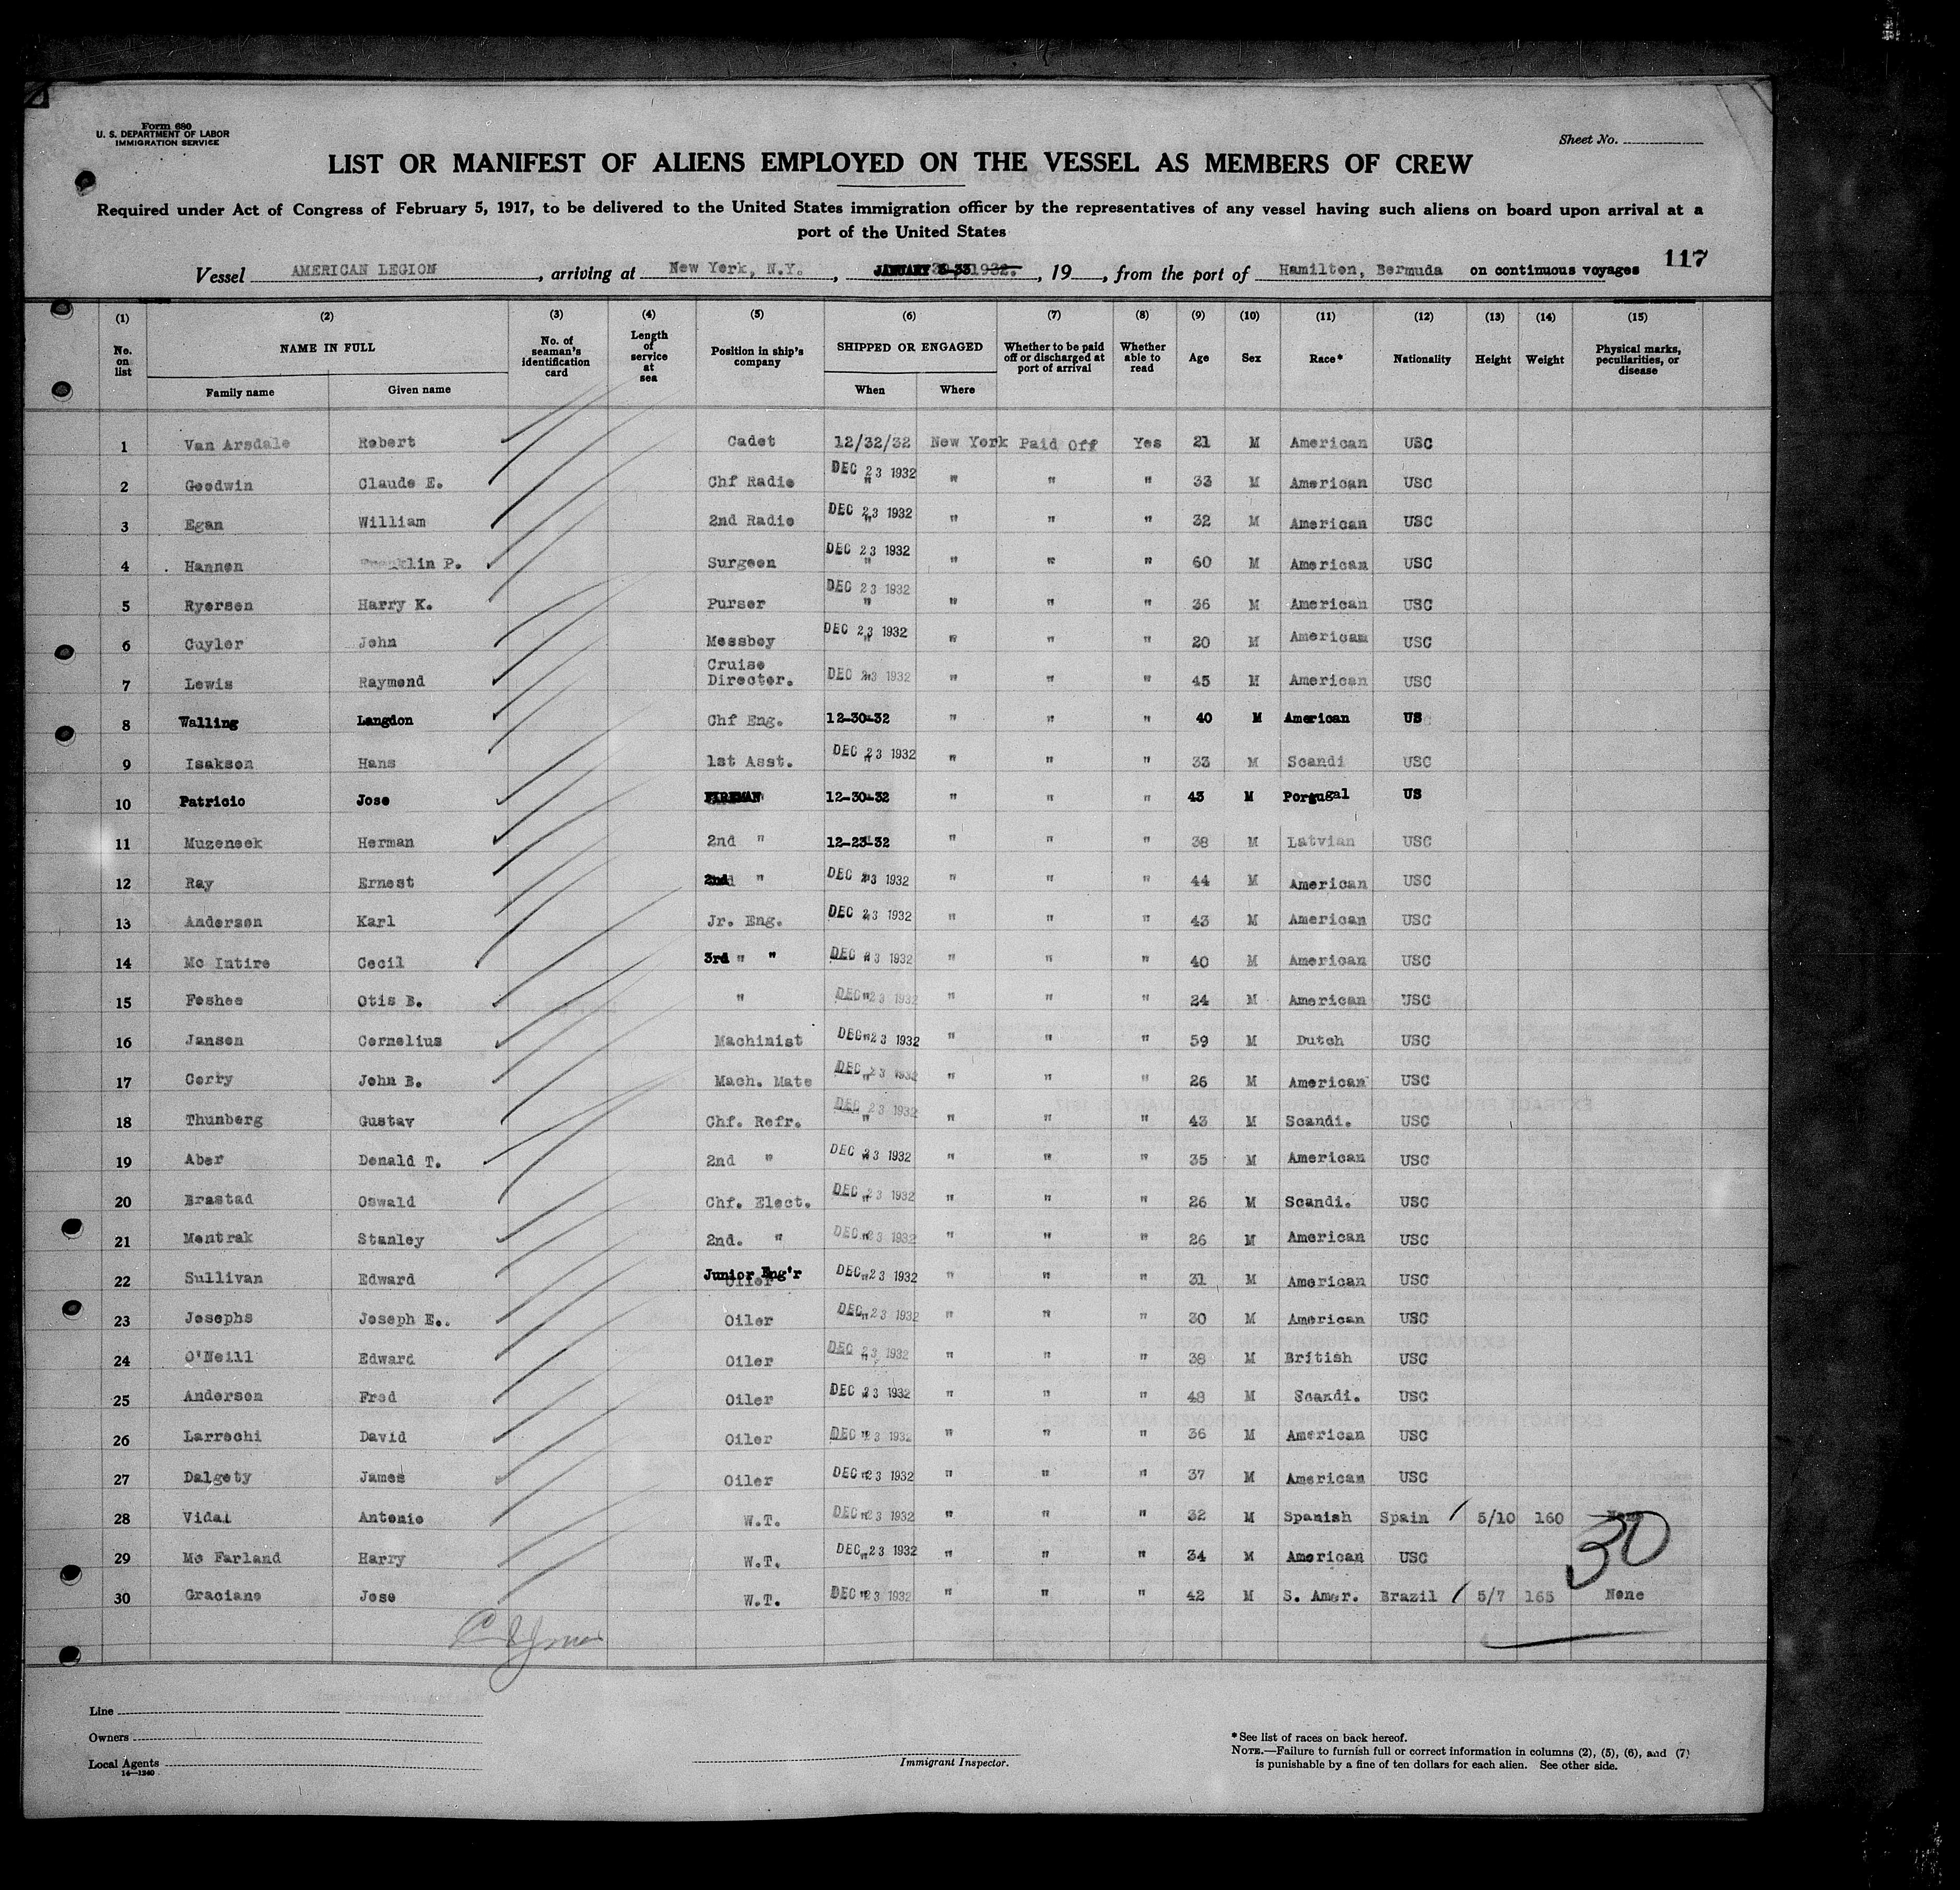 Form 680
U. S. DEPARTMENT OF LABOR
IMMIGRATION SERVICE
Sheet No.
LIST OR MANIFEST OF ALIENS EMPLOYED ON THE VESSEL AS MEMBERS OF CREW
Required under Act of Congress of February 5, 1917, to be delivered to the United States immigration officer by the representatives of any vessel having such aliens on board upon arrival at a
port of the United States
117
Vessel AMERICAN LEGION, arriving at New York, N.Y., JANUARY 3-33 1932., 19, from the port of Hamilton, Bermuda on continuous voyages
(1) (2) (3) (4) (5) (6) (7) (8) (9) (10) (11) (12) (13) (14) (15)
No. on list NAME IN FULL No. of seaman's identification card Length of service at sea Position in ship's company SHIPPED OR ENGAGED Whether to be paid off or discharged at port of arrival Whether able to read Age Sex Race* Nationality Height Weight Physical marks, peculiarities, or disease
Family name Given name When Where
1 Van Arsdale Robert Cadet 12/32/32 New York Paid Off Yes 21 M American USC
2 Goodwin Claude E. Chf Radio DEC 23 1932 " " " 33 M American USC
3 Egan William 2nd Radio DEC 23 1932 " " " 32 M American USC
4 Hannon Franklin P. Surgeon DEC 23 1932 " " " 60 M American USC
5 Ryerson Harry K. Purser DEC 23 1932 " " " 36 M American USC
6 Cuyler John Messboy DEC 23 1932 " " " 20 M American USC
7 Lewis Raymond Cruise Director. DEC 23 1932 " " " 45 M American USC
8 Walling Langdon Chf Eng. 12-30-32 " " " 40 M American US
9 Isakson Hans 1st Asst. DEC 23 1932 " " " 33 M Scandi USC
10 Patricio Jose FIREMAN 12-30-32 " " " 43 M Portugal US
11 Muzeneek Herman 2nd " 12-23-32 " " " 38 M Latvian USC
12 Ray Ernest 2nd " DEC 23 1932 " " " 44 M American USC
13 Anderson Karl Jr. Eng. DEC 23 1932 " " " 43 M American USC
14 Mc Intire Cecil 3rd " " DEC 23 1932 " " " 40 M American USC
15 Foshee Otis B. " DEC 23 1932 " " " 24 M American USC
16 Jansen Cornelius Machinist DEC 23 1932 " " " 59 M Dutch USC
17 Corry John B. Mach. Mate DEC 23 1932 " " " 26 M American USC
18 Thunberg Gustav Chf. Refr. DEC 23 1932 " " " 43 M Scandi. USC
19 Aber Donald T. 2nd " DEC 23 1932 " " " 35 M American USC
20 Brastad Oswald Chf. Elect. DEC 23 1932 " " " 26 M Scandi. USC
21 Montrak Stanley 2nd. " DEC 23 1932 " " " 26 M American USC
22 Sullivan Edward Junior Eng'r DEC 23 1932 " " " 31 M American USC
23 Josephs Joseph E.. Oiler DEC 23 1932 " " " 30 M American USC
24 O'Neill Edward Oiler DEC 23 1932 " " " 38 M British USC
25 Anderson Fred Oiler DEC 23 1932 " " " 48 M Scandi. USC
26 Larrechi David Oiler DEC 23 1932 " " " 36 M American USC
27 Dalgety James Oiler DEC 23 1932 " " " 37 M American USC
28 Vidal Antonio W.T. DEC 23 1932 " " " 32 M Spanish Spain 5/10 160 None
29 Mc Farland Harry W.T. DEC 23 1932 " " " 34 M American USC
30
30 Graciano Jose W.T. DEC 23 1932 " " " 42 M S. Amer. Brazil 5/7 165 None
Line
Owners
Local Agents
14—1240
Immigrant Inspector.
* See list of races on back hereof.
NOTE.—Failure to furnish full or correct information in columns (2), (5), (6), and (7)
is punishable by a fine of ten dollars for each alien. See other side.